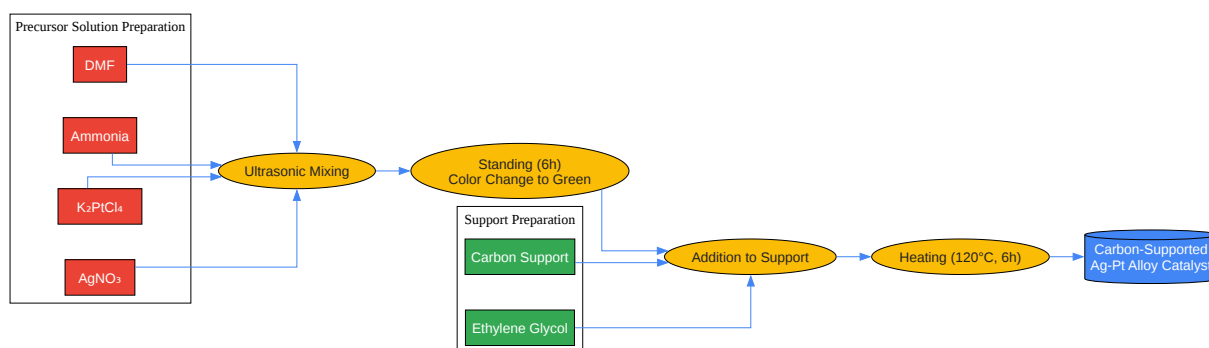 Precursor Solution Preparation
DMF
Ammonia
K₂PtCl₄
AgNO₃
Ultrasonic Mixing
Standing (6h)
Color Change to Green
Support Preparation
Carbon Support
Ethylene Glycol
Addition to Support
Heating (120°C, 6h)
Carbon-Supported
Ag-Pt Alloy Catalyst